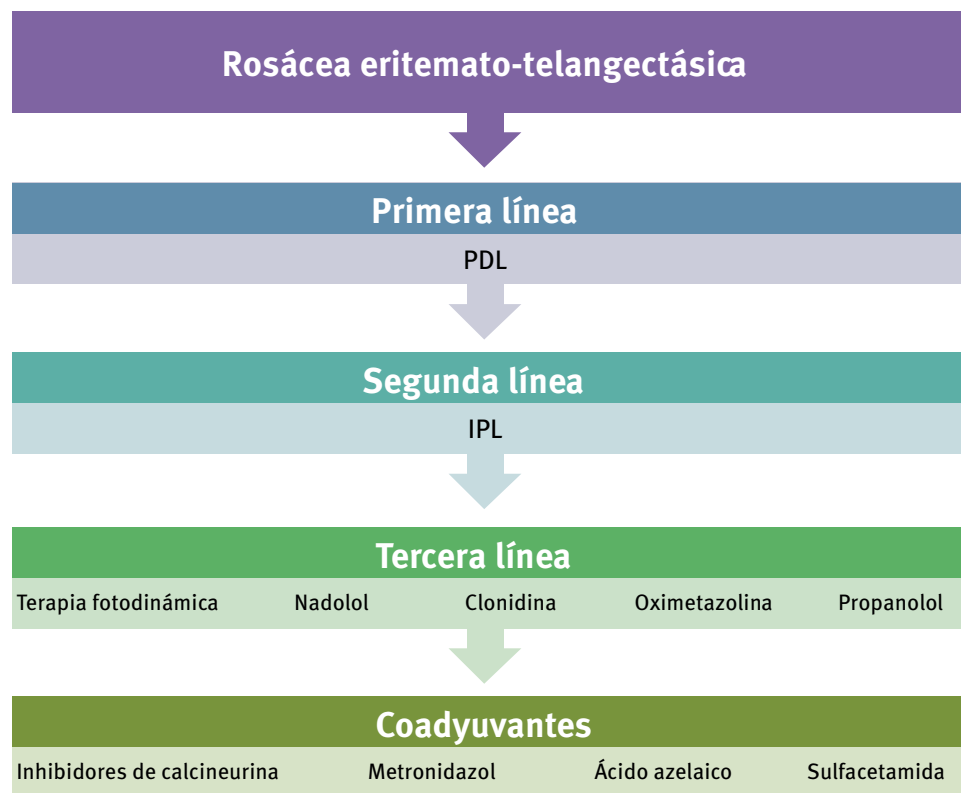 Rosácea eritemato-telangectásica
Primera línea
PDL
Segunda línea
IPL
Tercera línea
Terapia fotodinámica Nadolol Clonidina Oximetazolina Propanolol
Coadyuvantes
Inhibidores de calcineurina Metronidazol Ácido azelaico Sulfacetamida